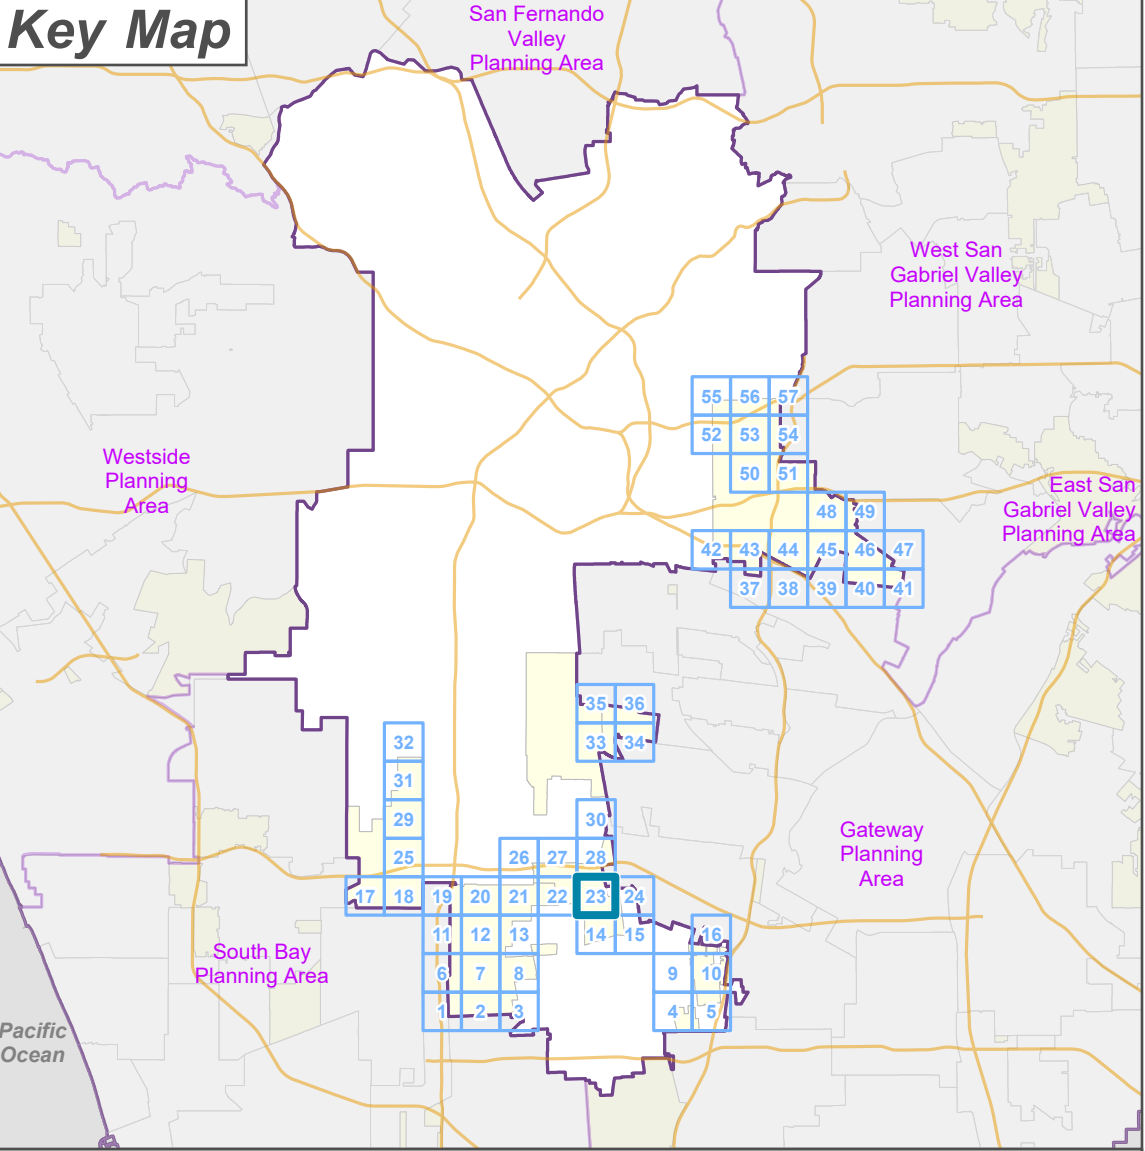 Key Map
San Fernando
Valley
Planning Area
West San
Gabriel Valley
Planning Area
55 56 57
52 53 54
50 51
Westside
Planning
Area
East San
Gabriel Valley
Planning Area
48 49
42 43 44 45 46 47
37 38 39 40 41
35 36
33 34
32
31
29
30
25
26 27 28
Gateway
Planning
Area
17 18 19 20 21 22 23 24
11 12 13 14 15 16
South Bay
Planning Area
6 7 8 9 10
1 2 3 4 5
Pacific
Ocean